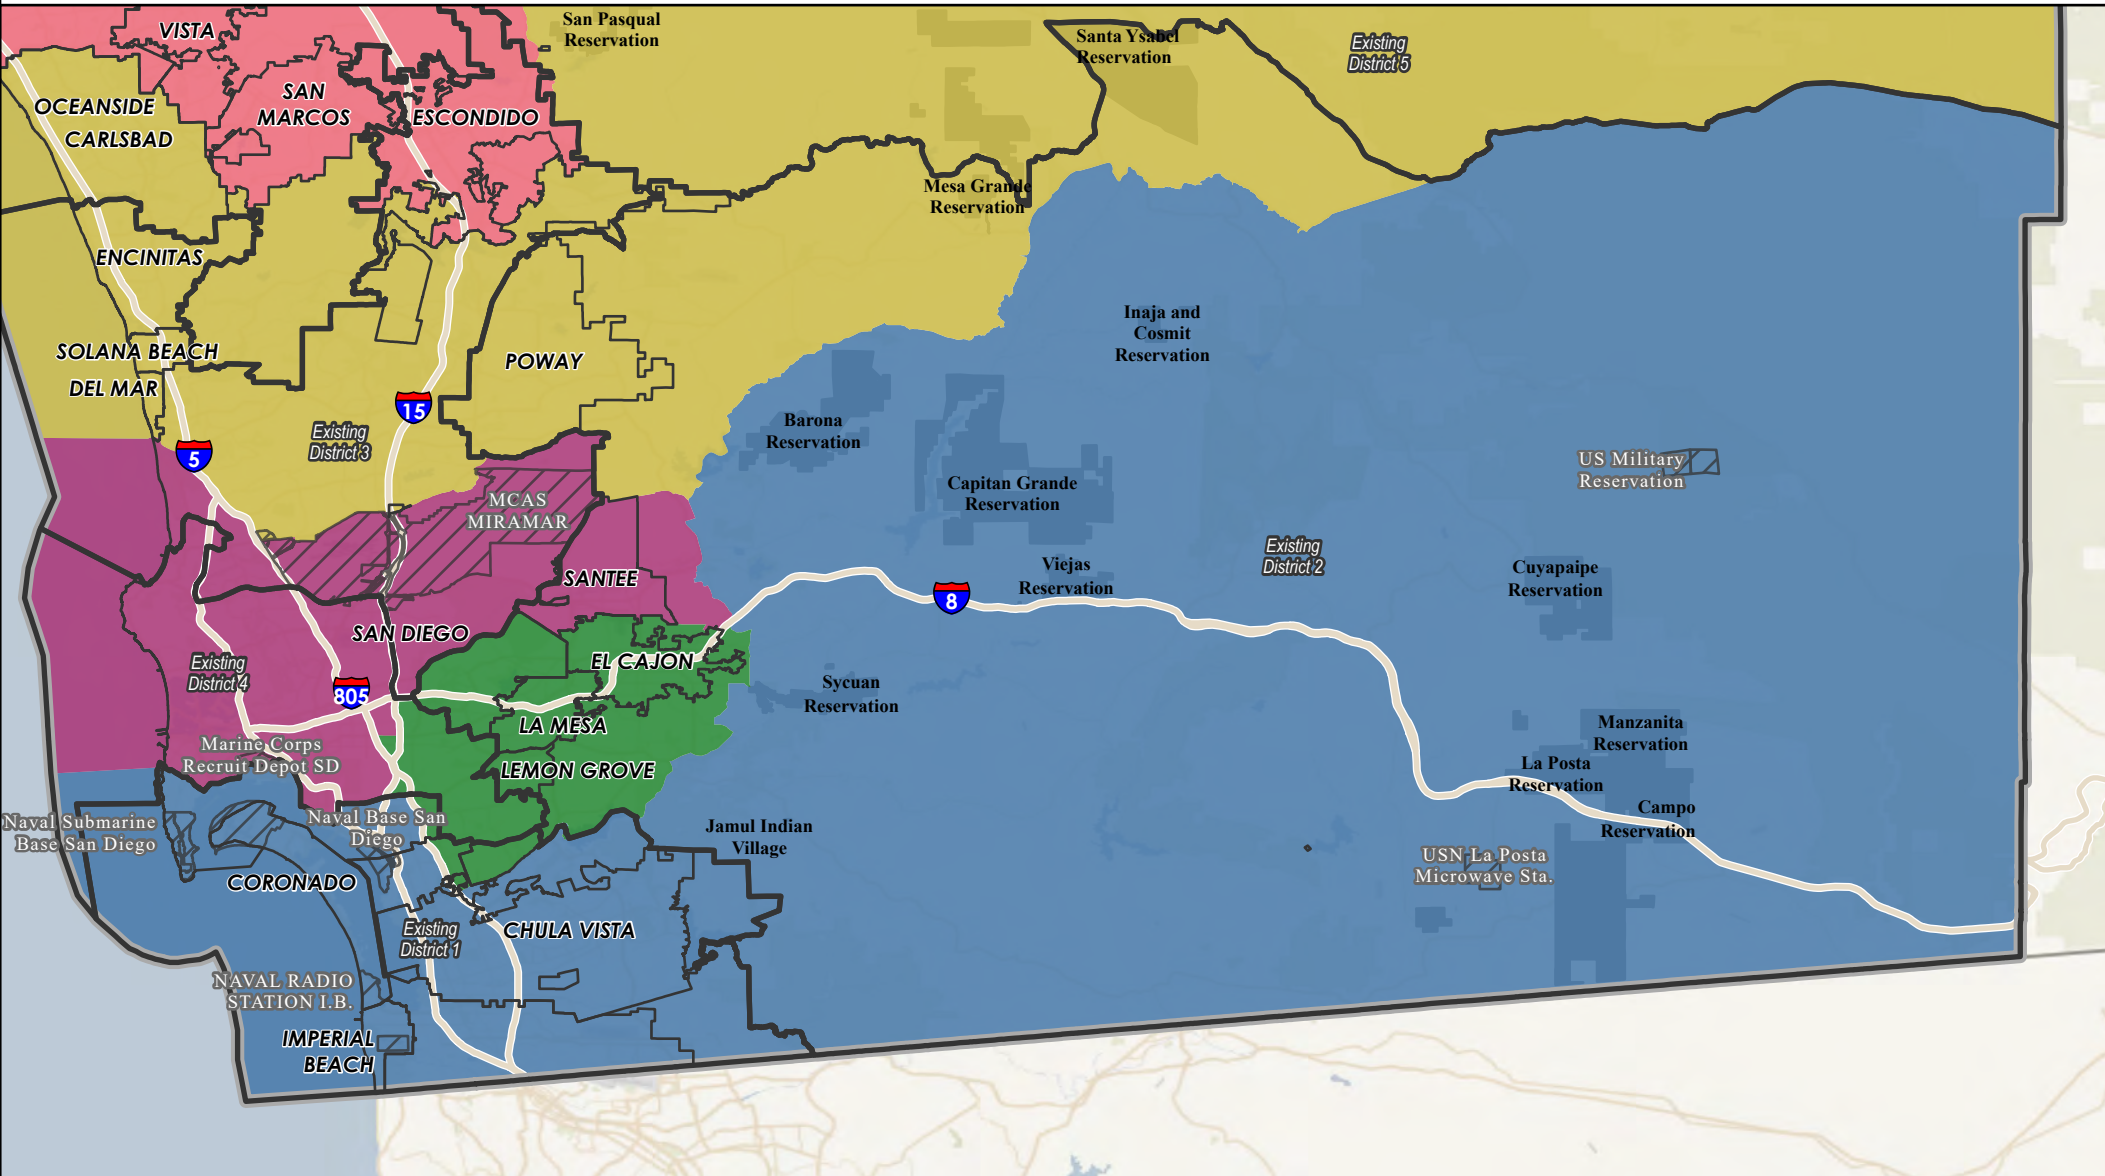 San Pasqual
Reservation
VISTA
Santa Ysabel
Reservation
Existing
District 5
OCEANSIDE
SAN
MARCOS
ESCONDIDO
CARLSBAD
Mesa Grande
Reservation
ENCINITAS
Inaja and
Cosmit
Reservation
SOLANA BEACH
POWAY
DEL MAR
15
Existing
District 3
Barona
Reservation
5
US Military
Reservation
Capitan Grande
Reservation
MCAS
MIRAMAR
Existing
District 2
Viejas
Reservation
Cuyapaipe
Reservation
SANTEE
8
SAN DIEGO
EL CAJON
Existing
District 4
805
Sycuan
Reservation
LA MESA
Manzanita
Reservation
Marine Corps
Recruit Depot SD
LEMON GROVE
La Posta
Reservation
Campo
Reservation
Naval Submarine
Base San Diego
Naval Base San
Diego
Jamul Indian
Village
USN La Posta
Microwave Sta.
CORONADO
Existing
District 1
CHULA VISTA
NAVAL RADIO
STATION I.B.
IMPERIAL
BEACH